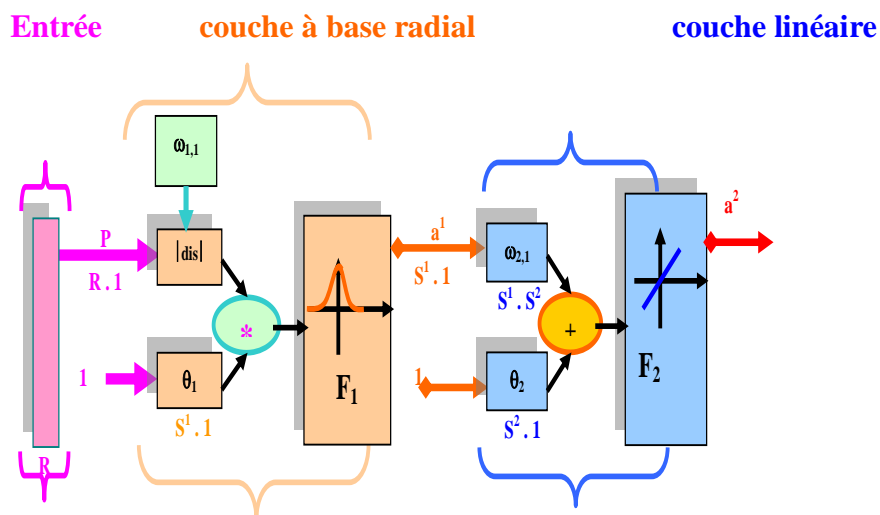 Entrée couche à base radial couche linéaire
ω1,1
P
R . 1
|dis|
*
1
θ1
S¹ . 1
F1
R
a¹
S¹ . 1
ω2,1
S¹ . S²
+
1
θ2
S² . 1
F2
a²